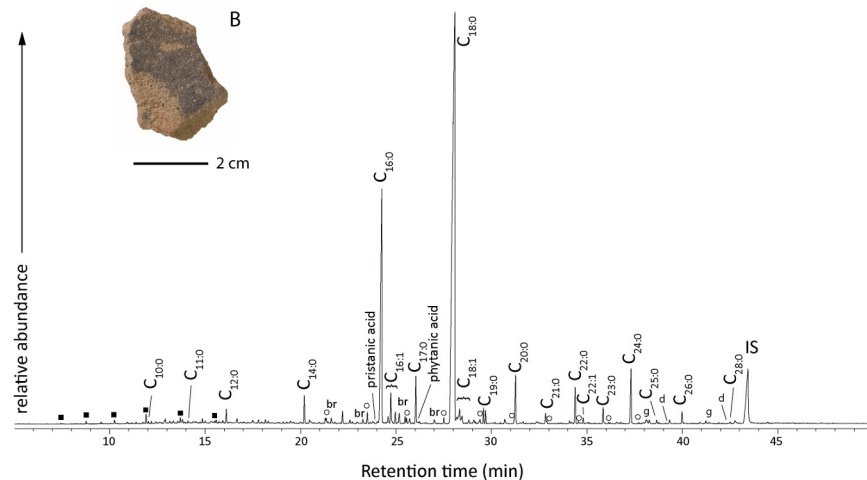 B
2 cm
relative abundance
C10:0
C11:0
C12:0
C14:0
br
br
pristanic acid
C16:0
C16:1
br
C17:0
phytanic acid
br
C18:0
C18:1
C19:0
C20:0
C21:0
C22:0
C22:1
C23:0
C24:0
g
C25:0
d
C26:0
g
d
C28:0
IS
10 15 20 25 30 35 40 45
Retention time (min)